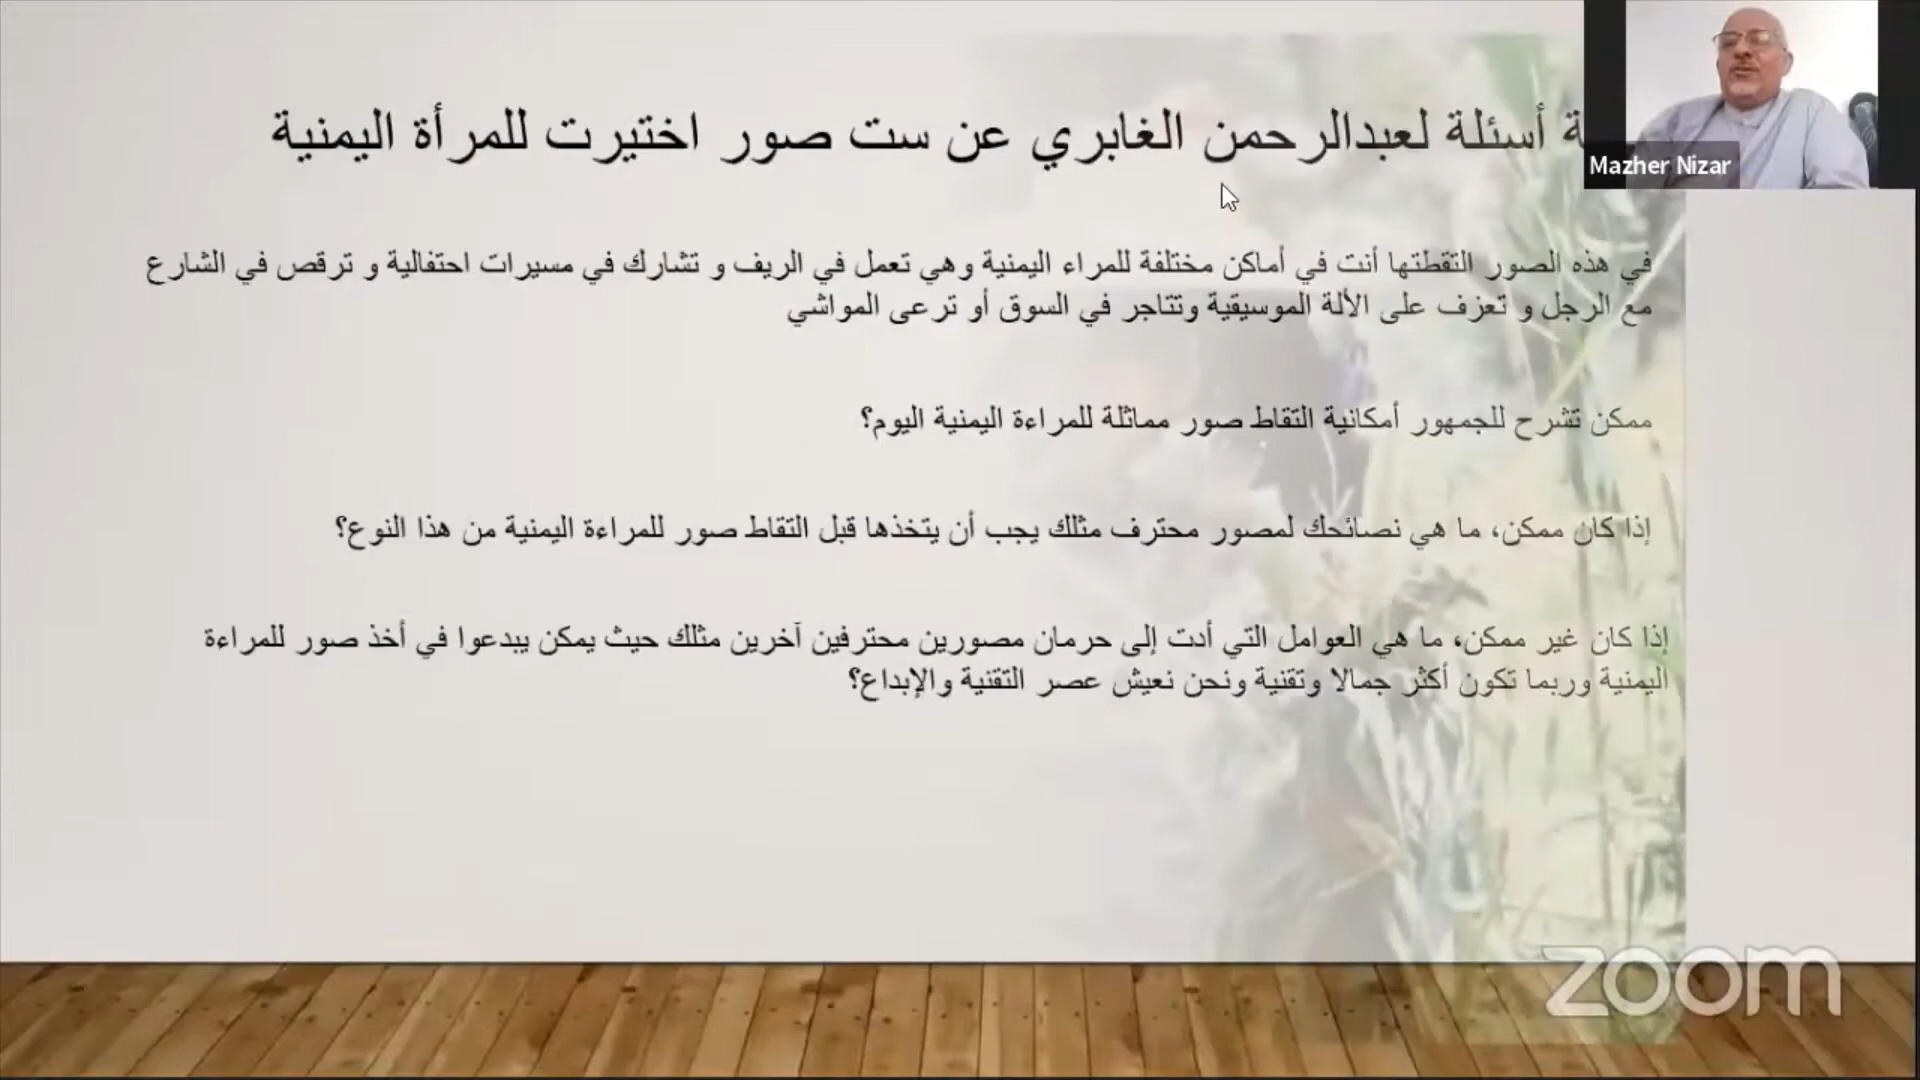 أسئلة لعبدالرحمن الغابري عن ست صور اختيرت للمرأة اليمنية
Mazher Nizar
في هذه الصور التقطتها أنت في أماكن مختلفة للمراء اليمنية وهي تعمل في الريف و تشارك في مسيرات احتفالية و ترقص في الشارع
مع الرجل و تعزف على الألة الموسيقية وتتاجر في السوق أو ترعى المواشي
ممكن تشرح للجمهور أمكانية التقاط صور مماثلة للمراءة اليمنية اليوم؟
إذا كان ممكن، ما هي نصائحك لمصور محترف مثلك يجب أن يتخذها قبل التقاط صور للمراءة اليمنية من هذا النوع؟
إذا كان غير ممكن، ما هي العوامل التي أدت إلى حرمان مصورين محترفين آخرين مثلك حيث يمكن يبدعوا في أخذ صور للمراءة
اليمنية وربما تكون أكثر جمالا وتقنية ونحن نعيش عصر التقنية والإبداع؟
zoom